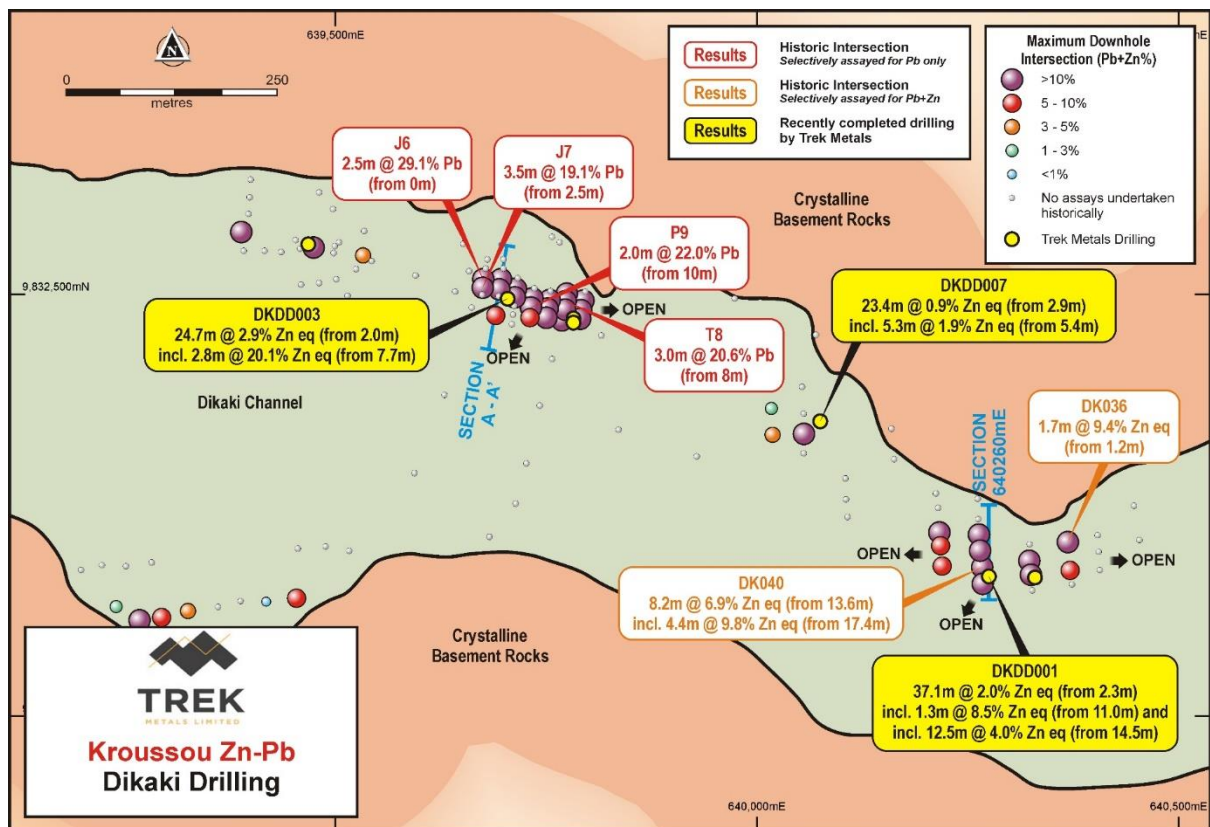 639,500mE
N
0
250
metres
Results
Historic Intersection
Selectively assayed for Pb only
Results
Historic Intersection
Selectively assayed for Pb+Zn
Results
Recently completed drilling
by Trek Metals
Maximum Downhole
Intersection (Pb+Zn%)
>10%
5 - 10%
3 - 5%
1 - 3%
<1%
No assays undertaken
historically
Trek Metals Drilling
J6
2.5m @ 29.1% Pb
(from 0m)
J7
3.5m @ 19.1% Pb
(from 2.5m)
Crystalline
Basement Rocks
P9
2.0m @ 22.0% Pb
(from 10m)
9,832,500mN
DKDD003
24.7m @ 2.9% Zn eq (from 2.0m)
incl. 2.8m @ 20.1% Zn eq (from 7.7m)
OPEN
DKDD007
23.4m @ 0.9% Zn eq (from 2.9m)
incl. 5.3m @ 1.9% Zn eq (from 5.4m)
T8
3.0m @ 20.6% Pb
(from 8m)
OPEN
SECTION
A - A'
Dikaki Channel
DK036
1.7m @ 9.4% Zn eq
(from 1.2m)
SECTION
640260mE
OPEN
OPEN
DK040
8.2m @ 6.9% Zn eq (from 13.6m)
incl. 4.4m @ 9.8% Zn eq (from 17.4m)
OPEN
Crystalline
Basement Rocks
DKDD001
37.1m @ 2.0% Zn eq (from 2.3m)
incl. 1.3m @ 8.5% Zn eq (from 11.0m) and
incl. 12.5m @ 4.0% Zn eq (from 14.5m)
TREK
METALS LIMITED
Kroussou Zn-Pb
Dikaki Drilling
640,000mE
640,500mE